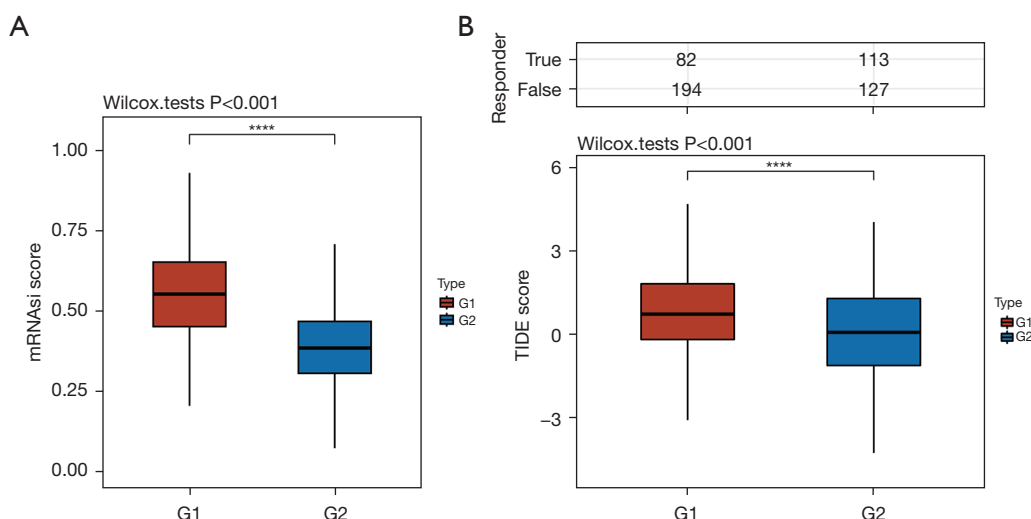 A
Wilcox.tests P<0.001
****
1.00
0.75
0.50
0.25
0.00
mRNAsi score
G1 G2
Type
G1
G2
B
Responder
True 82 113
False 194 127
Wilcox.tests P<0.001
****
6
3
0
−3
TIDE score
G1 G2
Type
G1
G2